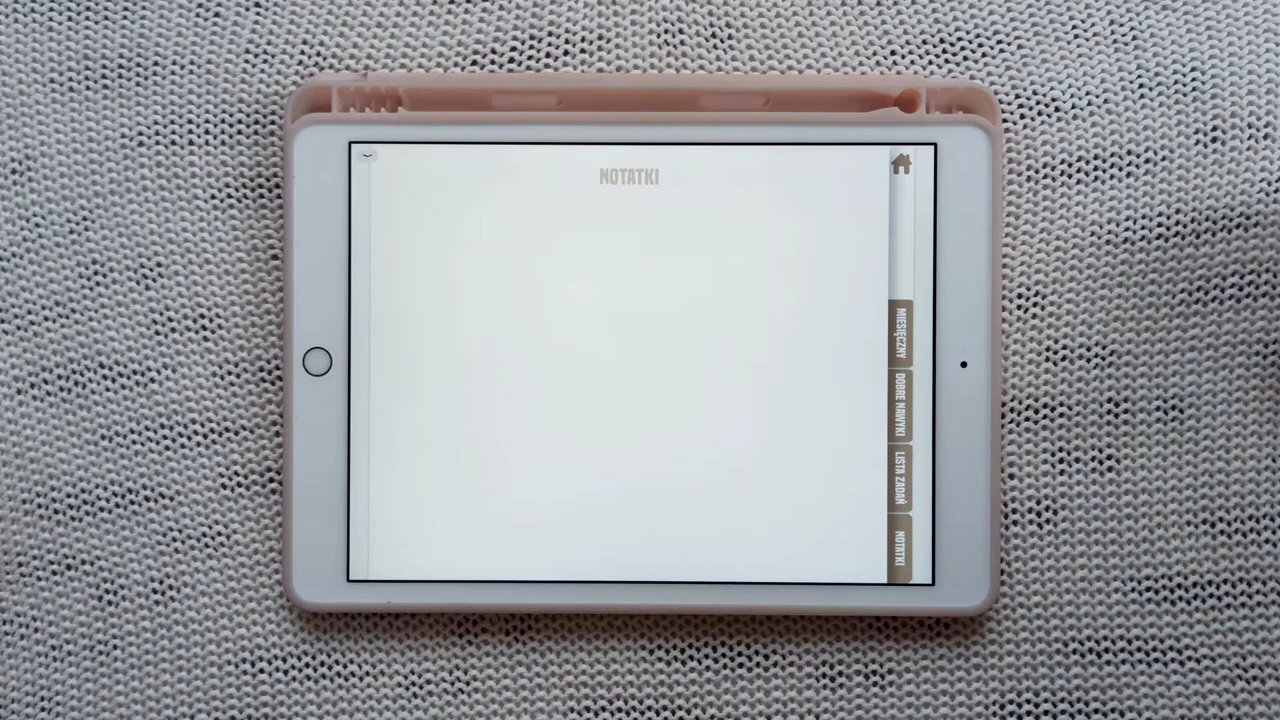 NOTATKI
MIESIĘCZNY
DOBRE NAWYKI
LISTA ZADAŃ
NOTATKI